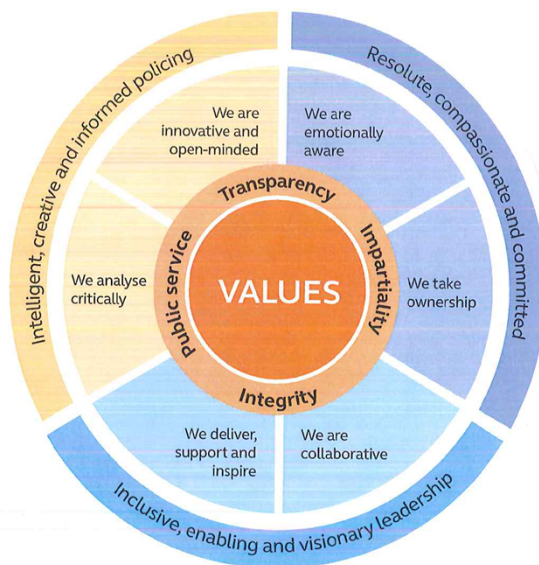 Intelligent, creative and informed policing
Resolute, compassionate and committed
We are
innovative and
open-minded
We are
emotionally
aware
Transparency
Public service
VALUES
Impartiality
Integrity
We analyse
critically
We take
ownership
We deliver,
support and
inspire
We are
collaborative
Inclusive, enabling and visionary leadership